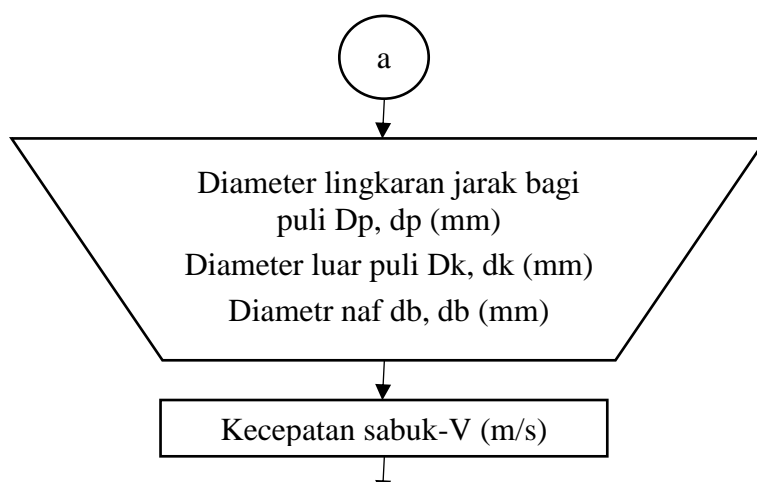 a
Diameter lingkaran jarak bagi
puli Dp, dp (mm)
Diameter luar puli Dk, dk (mm)
Diametr naf db, db (mm)
Kecepatan sabuk-V (m/s)